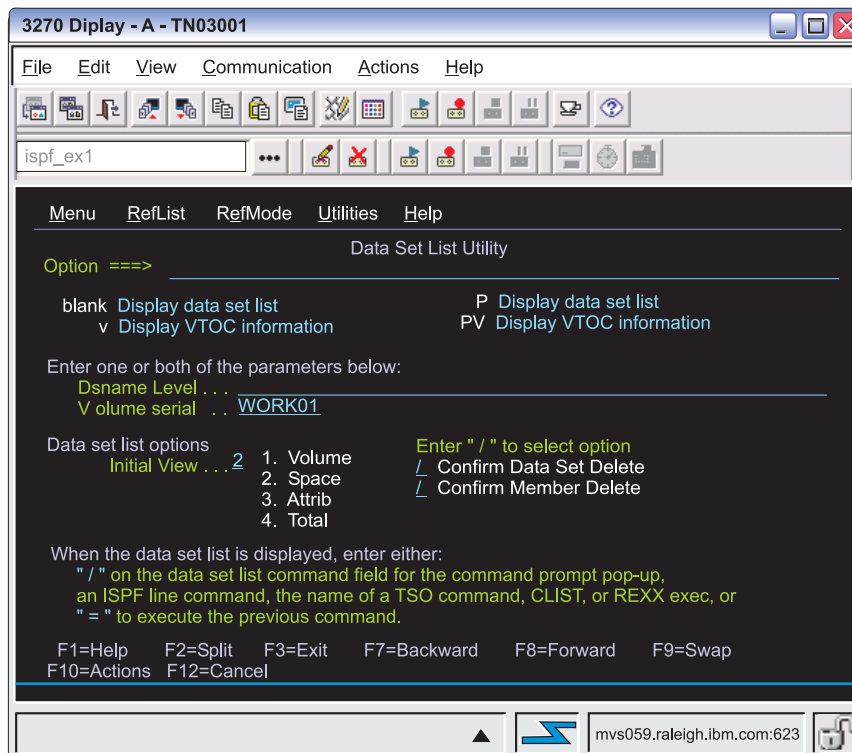 3270 Diplay - A - TN03001
File Edit View Communication Actions Help
ispf_ex1
Menu RefList RefMode Utilities Help
Data Set List Utility
Option ===>
blank Display data set list P Display data set list
v Display VTOC information PV Display VTOC information
Enter one or both of the parameters below:
Dsname Level . . .
V olume serial . . WORK01
Data set list options Enter " / " to select option
Initial View . . . 2 1. Volume / Confirm Data Set Delete
2. Space / Confirm Member Delete
3. Attrib
4. Total
When the data set list is displayed, enter either:
" / " on the data set list command field for the command prompt pop-up,
an ISPF line command, the name of a TSO command, CLIST, or REXX exec, or
" = " to execute the previous command.
F1=Help F2=Split F3=Exit F7=Backward F8=Forward F9=Swap
F10=Actions F12=Cancel
mvs059.raleigh.ibm.com:623